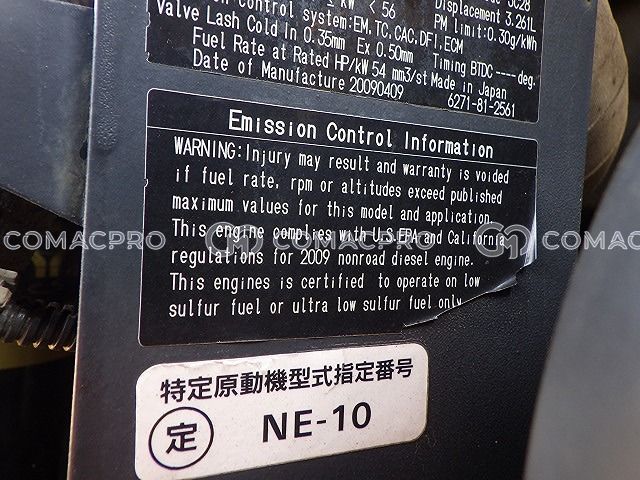 KW < 56
Displacement 3.261L
control system:EM,TC,CAC,DFI,ECM
PM limit:0.30g/kWh
Valve Lash Cold In 0.35mm Ex 0.50mm
Timing BTDC ----deg.
Fuel Rate at Rated HP/kW 54 mm3/st
Made in Japan
Date of Manufacture 20090409
6271-81-2561
Emission Control Information
WARNING:Injury may result and warranty is voided
if fuel rate, rpm or altitudes exceed published
maximum values for this model and application.
This engine complies with U.S.EPA and California
regulations for 2009 nonroad diesel engine.
This engines is certified to operate on low
sulfur fuel or ultra low sulfur fuel only
COMACPRO
COMACPRO
COMACP
特定原動機型式指定番号
定 NE-10